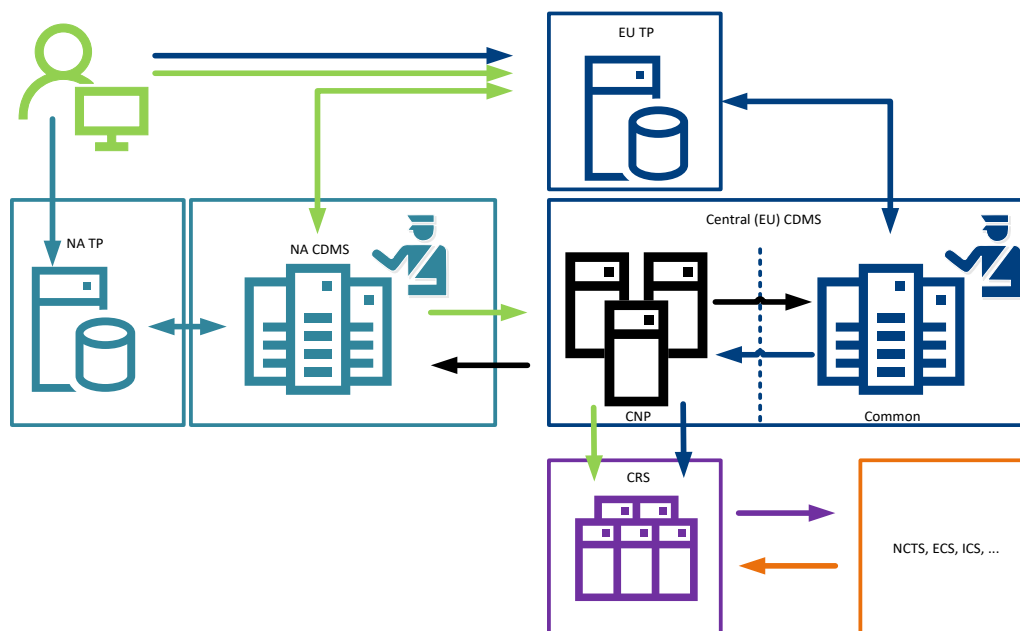 EU TP
NA TP
NA CDMS
Central (EU) CDMS
CNP
Common
CRS
NCTS, ECS, ICS, ...